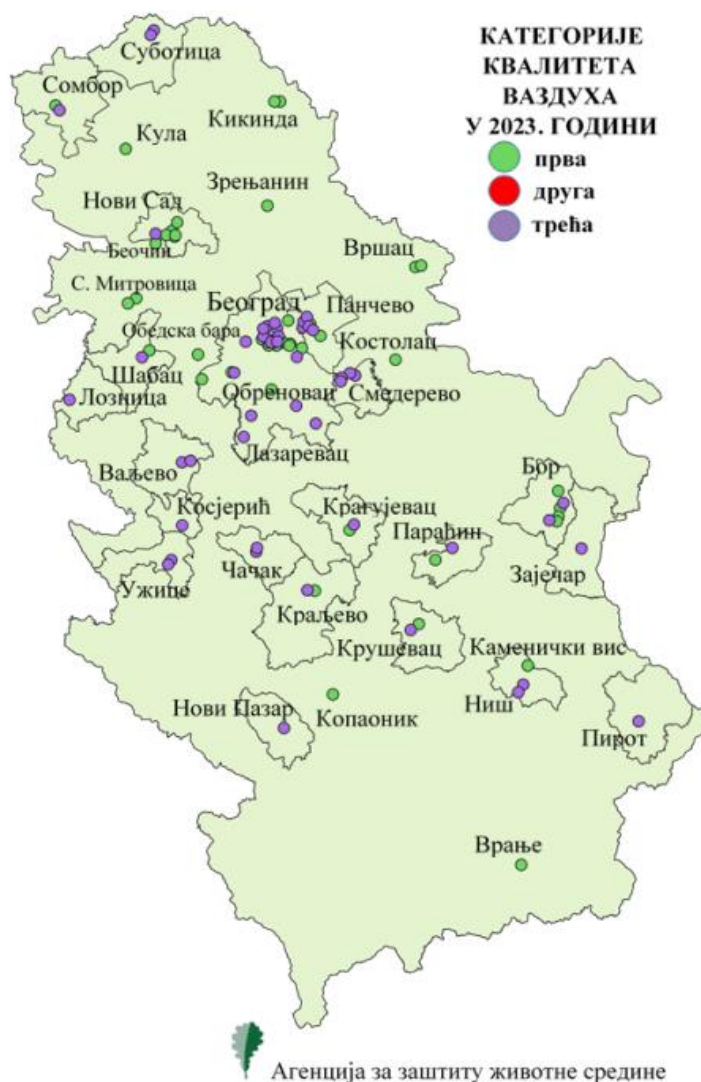 КАТЕГОРИЈЕ
КВАЛИТЕТА
ВАЗДУХА
У 2023. ГОДИНИ
прва
друга
трећа
Суботица
Сомбор
Кикинда
Кула
Зрењанин
Нови Сад
Беочин
Вршац
С. Митровица
Београд
Панчево
Обедска бара
Костолац
Шабац
Лозница
Обреновац
Смедерево
Лазаревац
Ваљево
Бор
Косјерић
Крагујевац
Параћин
Чачак
Зајечар
Ужице
Краљево
Крушевац
Каменички вис
Нови Пазар
Копаоник
Ниш
Пирот
Врање
Агенција за заштиту животне средине